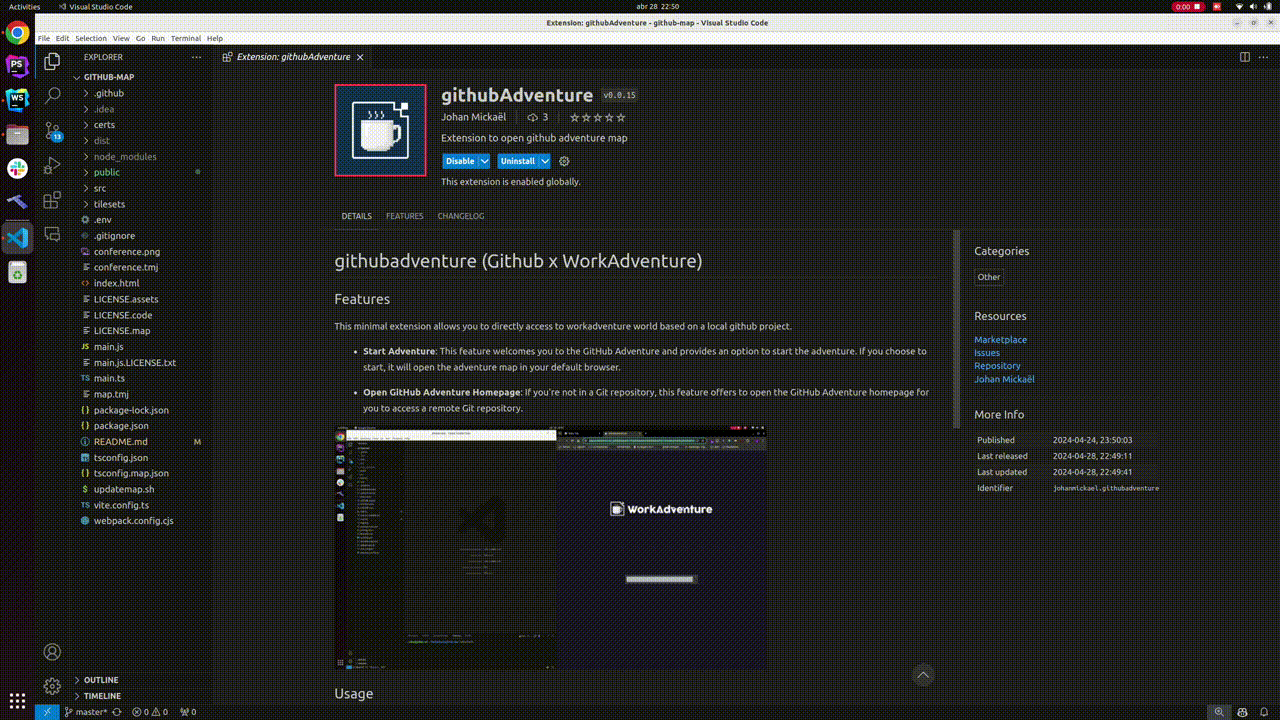 Activities
Visual Studio Code
abr 28 22:50
0:00
Extension: githubAdventure - github-map - Visual Studio Code
File Edit Selection View Go Run Terminal Help
EXPLORER
GITHUB-MAP
.github
.idea
certs
dist
node_modules
public
src
tilesets
.env
.gitignore
conference.png
conference.tmj
index.html
LICENSE.assets
LICENSE.code
LICENSE.map
JS main.js
main.js.LICENSE.txt
TS main.ts
map.tmj
{} package-lock.json
{} package.json
README.md M
tsconfig.json
{} tsconfig.map.json
$ updatemap.sh
TS vite.config.ts
webpack.config.cjs
OUTLINE
TIMELINE
13
PS
WS
Extension: githubAdventure
githubAdventure v0.0.15
Johan Mickaël 3
Extension to open github adventure map
Disable Uninstall
This extension is enabled globally.
DETAILS FEATURES CHANGELOG
githubadventure (Github x WorkAdventure)
Features
This minimal extension allows you to directly access to workadventure world based on a local github project.
• Start Adventure: This feature welcomes you to the GitHub Adventure and provides an option to start the adventure. If you choose to
start, it will open the adventure map in your default browser.
• Open GitHub Adventure Homepage: If you're not in a Git repository, this feature offers to open the GitHub Adventure homepage for
you to access a remote Git repository.
WorkAdventure
Usage
Categories
Other
Resources
Marketplace
Issues
Repository
Johan Mickaël
More Info
Published 2024-04-24, 23:50:03
Last released 2024-04-28, 22:49:11
Last updated 2024-04-28, 22:49:41
Identifier johanmickael.githubadventure
master* 0 0 0